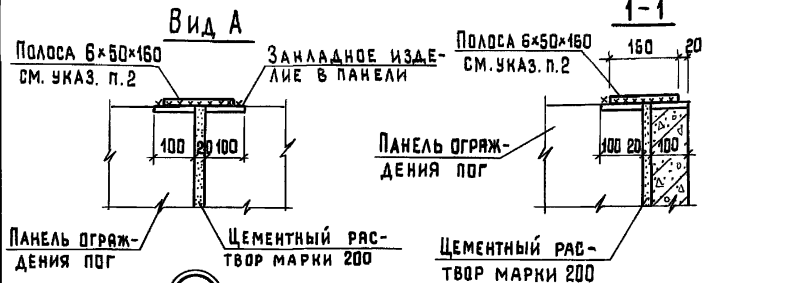 Вид А
Полоса 6×50×160
см. указ. п.2
Закладное изде-
лие в панели
100 20 100
Панель ограж-
дения ПОГ
Цементный рас-
твор марки 200
1-1
Полоса 6×50×160
см. указ. п.2
160 20
Панель ограж-
дения ПОГ
100 20 100
Цементный рас-
твор марки 200